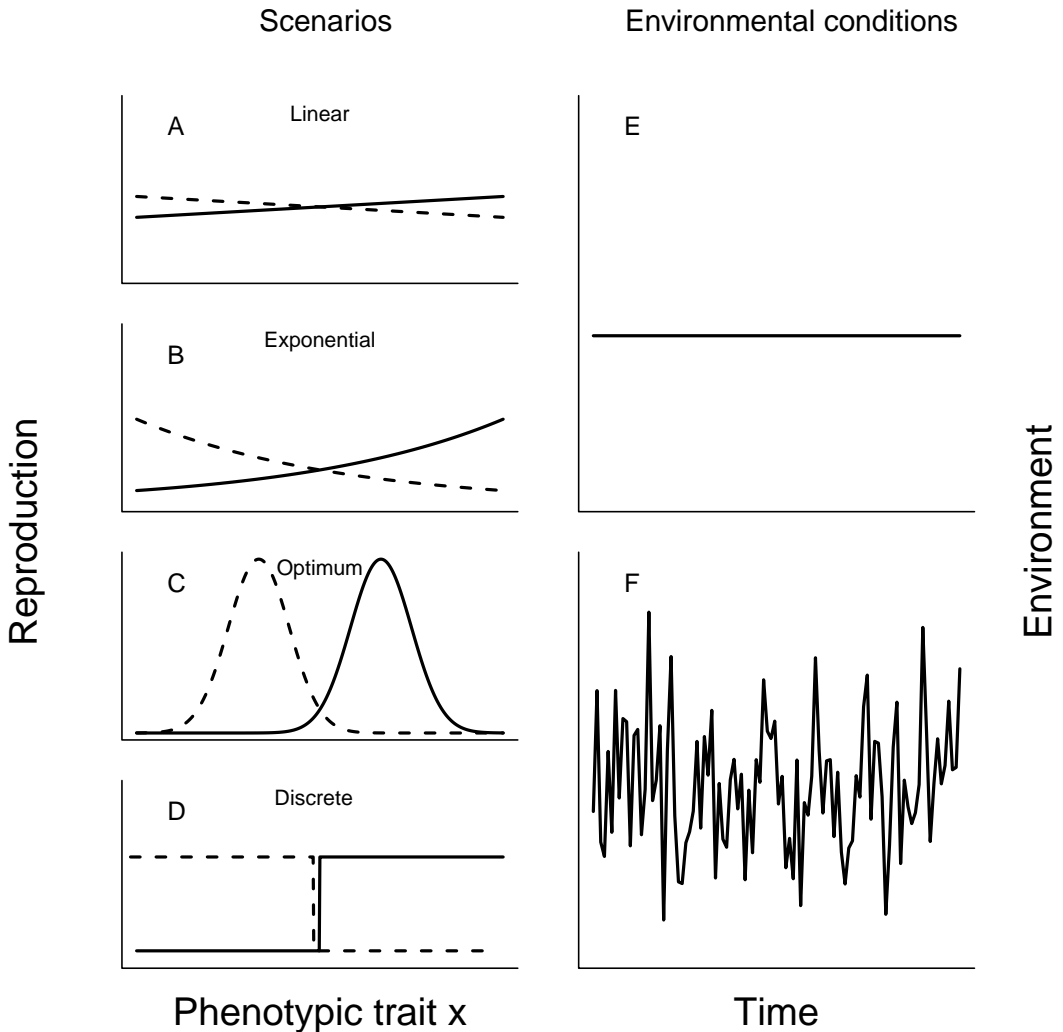 Scenarios
Environmental conditions
A
Linear
B
Exponential
C
Optimum
D
Discrete
E
F
Reproduction
Environment
Phenotypic trait x
Time